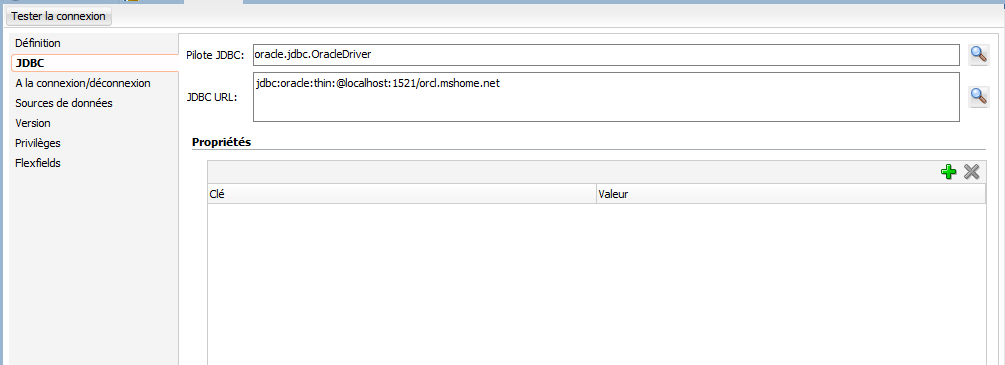 Tester la connexion
Définition
JDBC
A la connexion/déconnexion
Sources de données
Version
Privilèges
Flexfields
Pilote JDBC:
oracle.jdbc.OracleDriver
JDBC URL:
jdbc:oracle:thin:@localhost:1521/orcl.mshome.net
Propriétés
Clé
Valeur